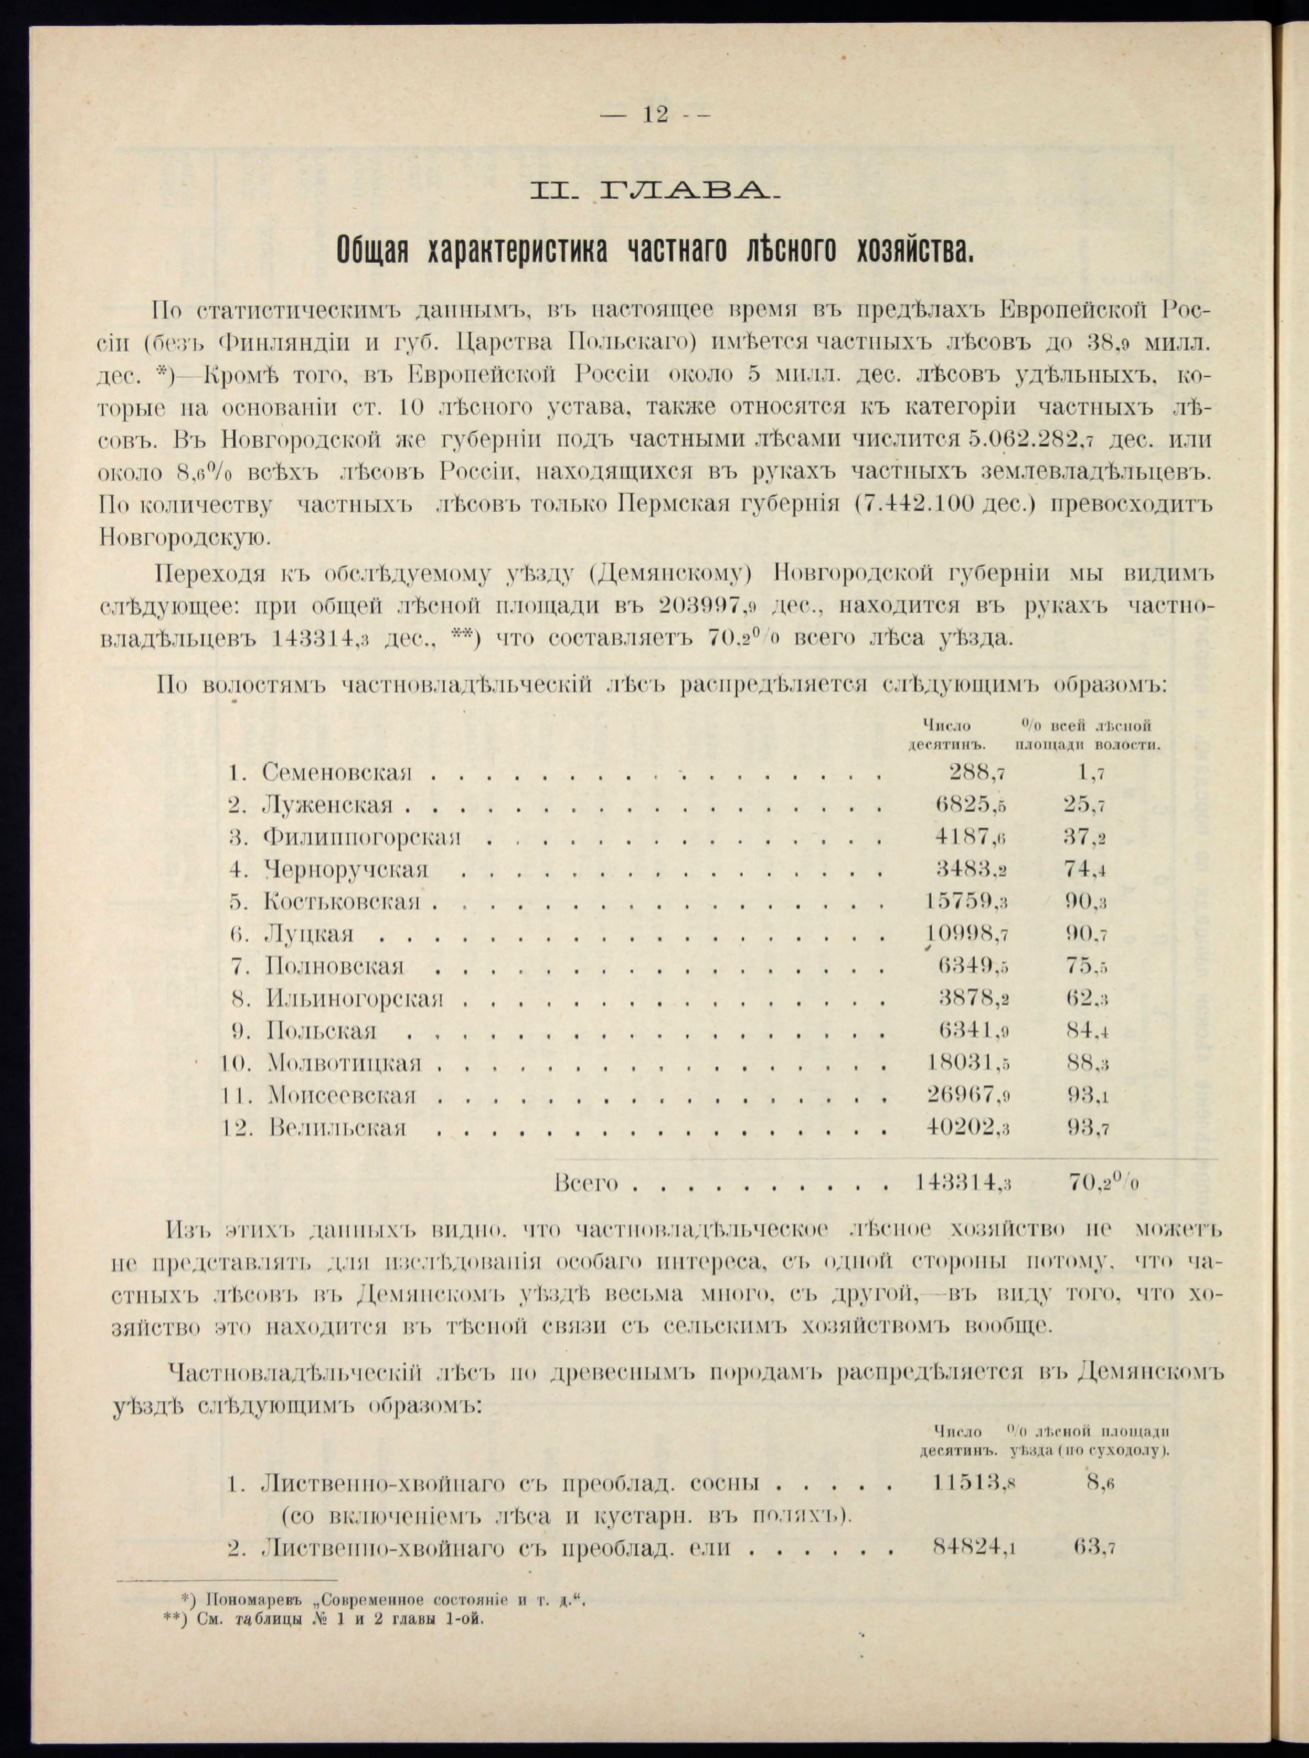 — 12 - –
II. ГЛАВА.
Общая характеристика частнаго лѣсного хозяйства.
По статистическимъ даннымъ, въ настоящее время въ предѣлахъ Европейской Рос-
сіи (безъ Финляндіи и губ. Царства Польскаго) имѣется частныхъ лѣсовъ до 38,9 милл.
дес. *)—Кромѣ того, въ Европейской Россіи около 5 милл. дес. лѣсовъ удѣльныхъ, ко-
торые на основаніи ст. 10 лѣсного устава, также относятся къ категоріи частныхъ лѣ-
совъ. Въ Новгородской же губерніи подъ частными лѣсами числится 5.062.282,7 дес. или
около 8,6% всѣхъ лѣсовъ Россіи, находящихся въ рукахъ частныхъ землевладѣльцевъ.
По количеству частныхъ лѣсовъ только Пермская губернія (7.442.100 дес.) превосходитъ
Новгородскую.
Переходя къ обслѣдуемому уѣзду (Демянскому) Новгородской губерніи мы видимъ
слѣдующее: при общей лѣсной площади въ 203997,9 дес., находится въ рукахъ частно-
владѣльцевъ 143314,3 дес., **) что составляетъ 70,2% всего лѣса уѣзда.
По волостямъ частновладѣльческій лѣсъ распредѣляется слѣдующимъ образомъ:
Число % всей лѣсной
десятинъ. площади волости.
1. Семеновская . . . . . . . . . . . . . . . . . 288,7 1,7
2. Луженская . . . . . . . . . . . . . . . . . . 6825,5 25,7
3. Филиппогорская . . . . . . . . . . . . . . . 4187,6 37,2
4. Черноручская . . . . . . . . . . . . . . . . 3483,2 74,4
5. Костьковская . . . . . . . . . . . . . . . . . 15759,3 90,3
6. Луцкая . . . . . . . . . . . . . . . . . . . 10998,7 90,7
7. Полновская . . . . . . . . . . . . . . . . . 6349,5 75,5
8. Ильиногорская . . . . . . . . . . . . . . . . 3878,2 62,3
9. Польская . . . . . . . . . . . . . . . . . . 6341,9 84,4
10. Молвотицкая . . . . . . . . . . . . . . . . . 18031,5 88,3
11. Моисеевская . . . . . . . . . . . . . . . . . 26967,9 93,1
12. Велильская . . . . . . . . . . . . . . . . . 40202,3 93,7
Всего . . . . . . . . . . 143314,3 70,2%
Изъ этихъ данныхъ видно, что частновладѣльческое лѣсное хозяйство не можетъ
не представлять для изслѣдованія особаго интереса, съ одной стороны потому, что ча-
стныхъ лѣсовъ въ Демянскомъ уѣздѣ весьма много, съ другой,—въ виду того, что хо-
зяйство это находится въ тѣсной связи съ сельскимъ хозяйствомъ вообще.
Частновладѣльческій лѣсъ по древеснымъ породамъ распредѣляется въ Демянскомъ
уѣздѣ слѣдующимъ образомъ:
Число % лѣсной площади
десятинъ. уѣзда (по суходолу).
1. Лиственно-хвойнаго съ преоблад. сосны . . . . . 11513,8 8,6
(со включеніемъ лѣса и кустарн. въ поляхъ).
2. Лиственно-хвойнаго съ преоблад. ели . . . . . . 84824,1 63,7
*) Пономаревъ „Современное состояніе и т. д.“.
**) См. таблицы № 1 и 2 главы 1-ой.